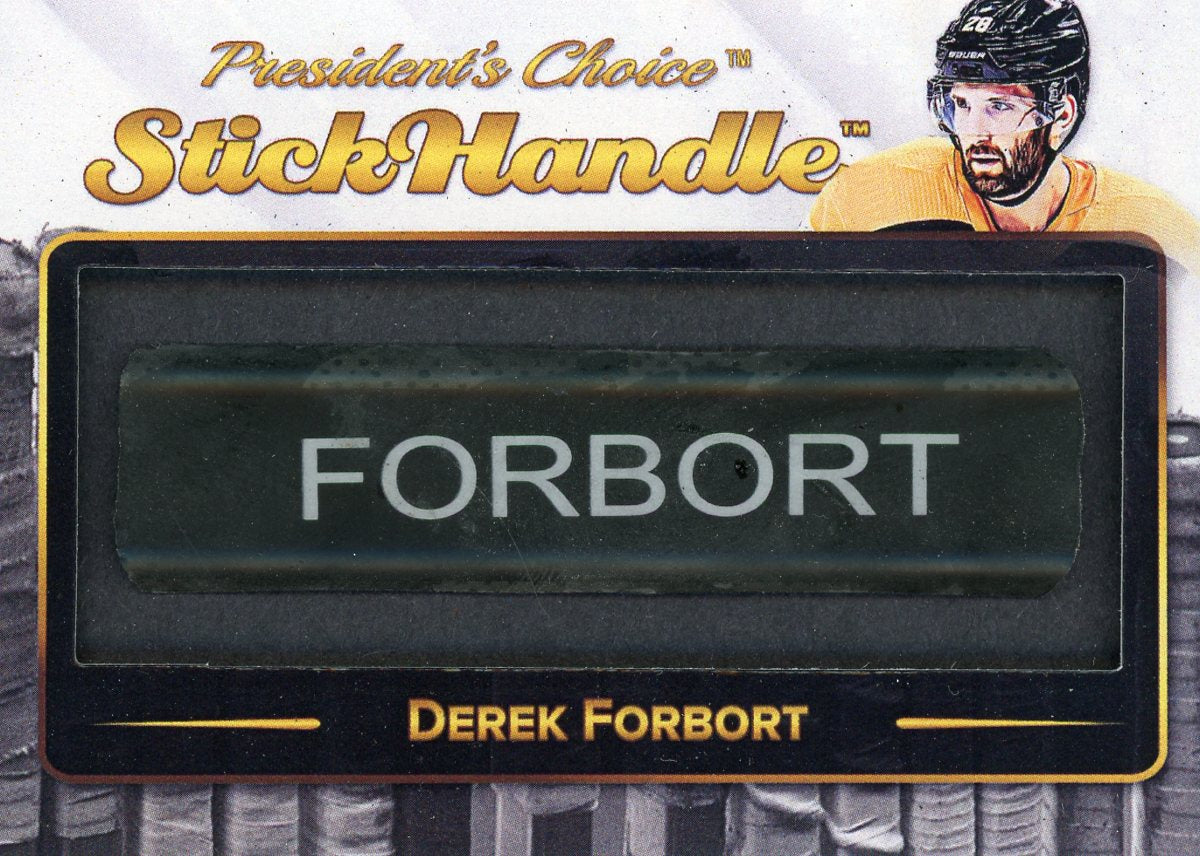 President's Choice™
StickHandle™
28
BAUER
FORBORT
DEREK FORBORT